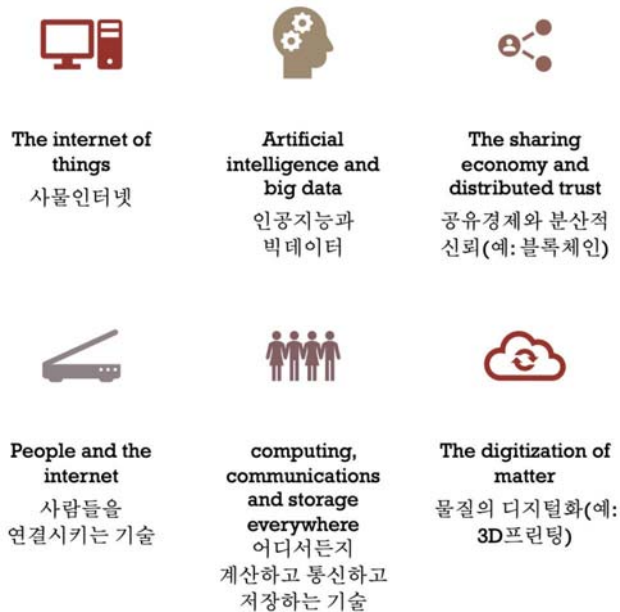 The internet of
things
사물인터넷
Artificial
intelligence and
big data
인공지능과
빅데이터
The sharing
economy and
distributed trust
공유경제와 분산적
신뢰(예: 블록체인)
People and the
internet
사람들을
연결시키는 기술
computing,
communications
and storage
everywhere
어디서든지
계산하고 통신하고
저장하는 기술
The digitization of
matter
물질의 디지털화(예:
3D프린팅)